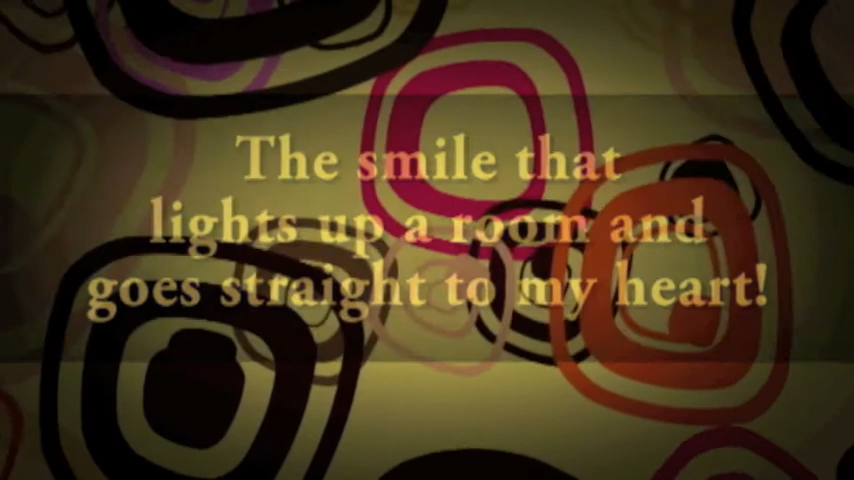 The smile that
lights up a room and
goes straight to my heart!